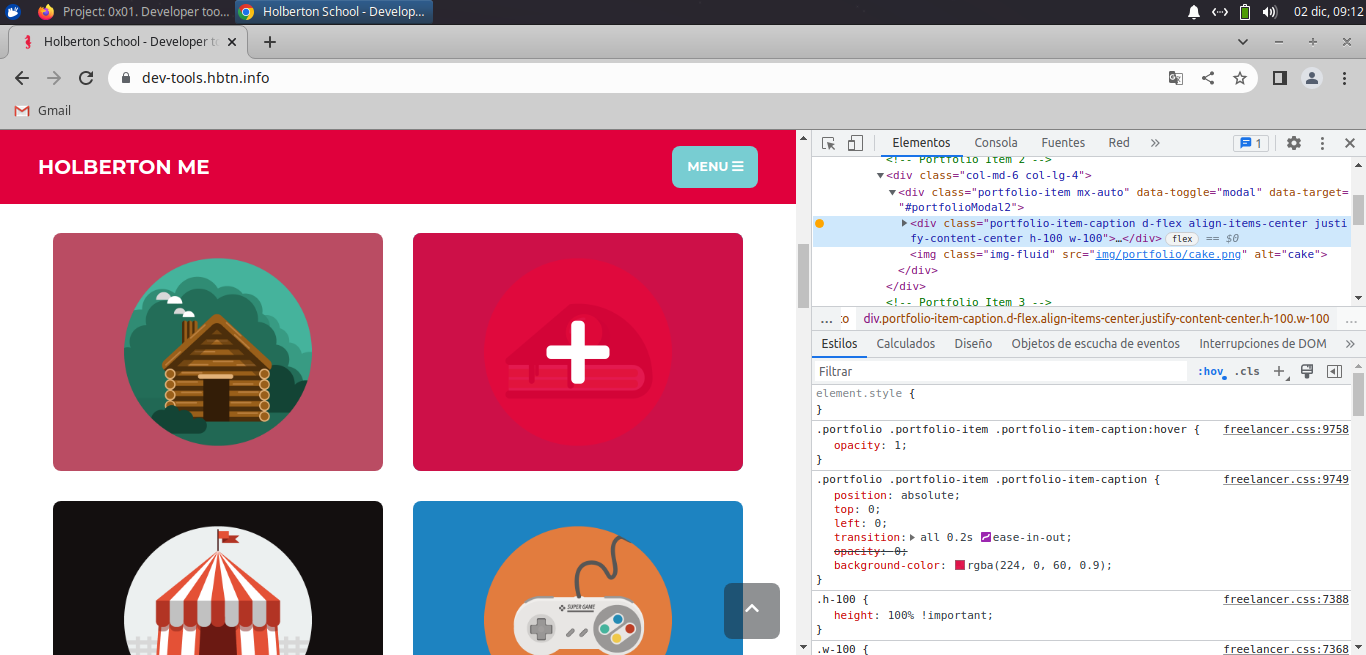 Project: 0x01. Developer too...
Holberton School - Develop...
02 dic, 09:12
Holberton School - Developer to
dev-tools.hbtn.info
Gmail
HOLBERTON ME
MENU
SUPER GAME
Elementos
Consola
Fuentes
Red
1
<!-- Portfolio Item 2 -->
<div class="col-md-6 col-lg-4">
<div class="portfolio-item mx-auto" data-toggle="modal" data-target=
"#portfolioModal2">
<div class="portfolio-item-caption d-flex align-items-center justi
fy-content-center h-100 w-100">…</div> flex == $0
<img class="img-fluid" src="img/portfolio/cake.png" alt="cake">
</div>
</div>
<!-- Portfolio Item 3 -->
... to div.portfolio-item-caption.d-flex.align-items-center.justify-content-center.h-100.w-100 ...
Estilos
Calculados
Diseño
Objetos de escucha de eventos
Interrupciones de DOM
Filtrar
:hov
.cls
element.style {
}
.portfolio .portfolio-item .portfolio-item-caption:hover { freelancer.css:9758
opacity: 1;
}
.portfolio .portfolio-item .portfolio-item-caption { freelancer.css:9749
position: absolute;
top: 0;
left: 0;
transition: all 0.2s ease-in-out;
opacity: 0;
background-color: rgba(224, 0, 60, 0.9);
}
.h-100 { freelancer.css:7388
height: 100% !important;
}
.w-100 { freelancer.css:7368